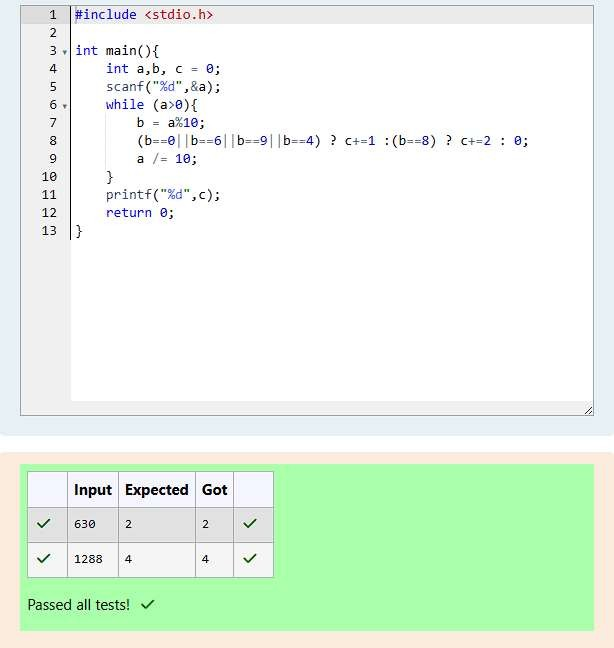 1 #include <stdio.h>
2
3 int main(){
4 int a,b, c = 0;
5 scanf("%d",&a);
6 while (a>0){
7 b = a%10;
8 (b==0||b==6||b==9||b==4) ? c+=1 :(b==8) ? c+=2 : 0;
9 a /= 10;
10 }
11 printf("%d",c);
12 return 0;
13 }
Input Expected Got
630 2 2
1288 4 4
Passed all tests!